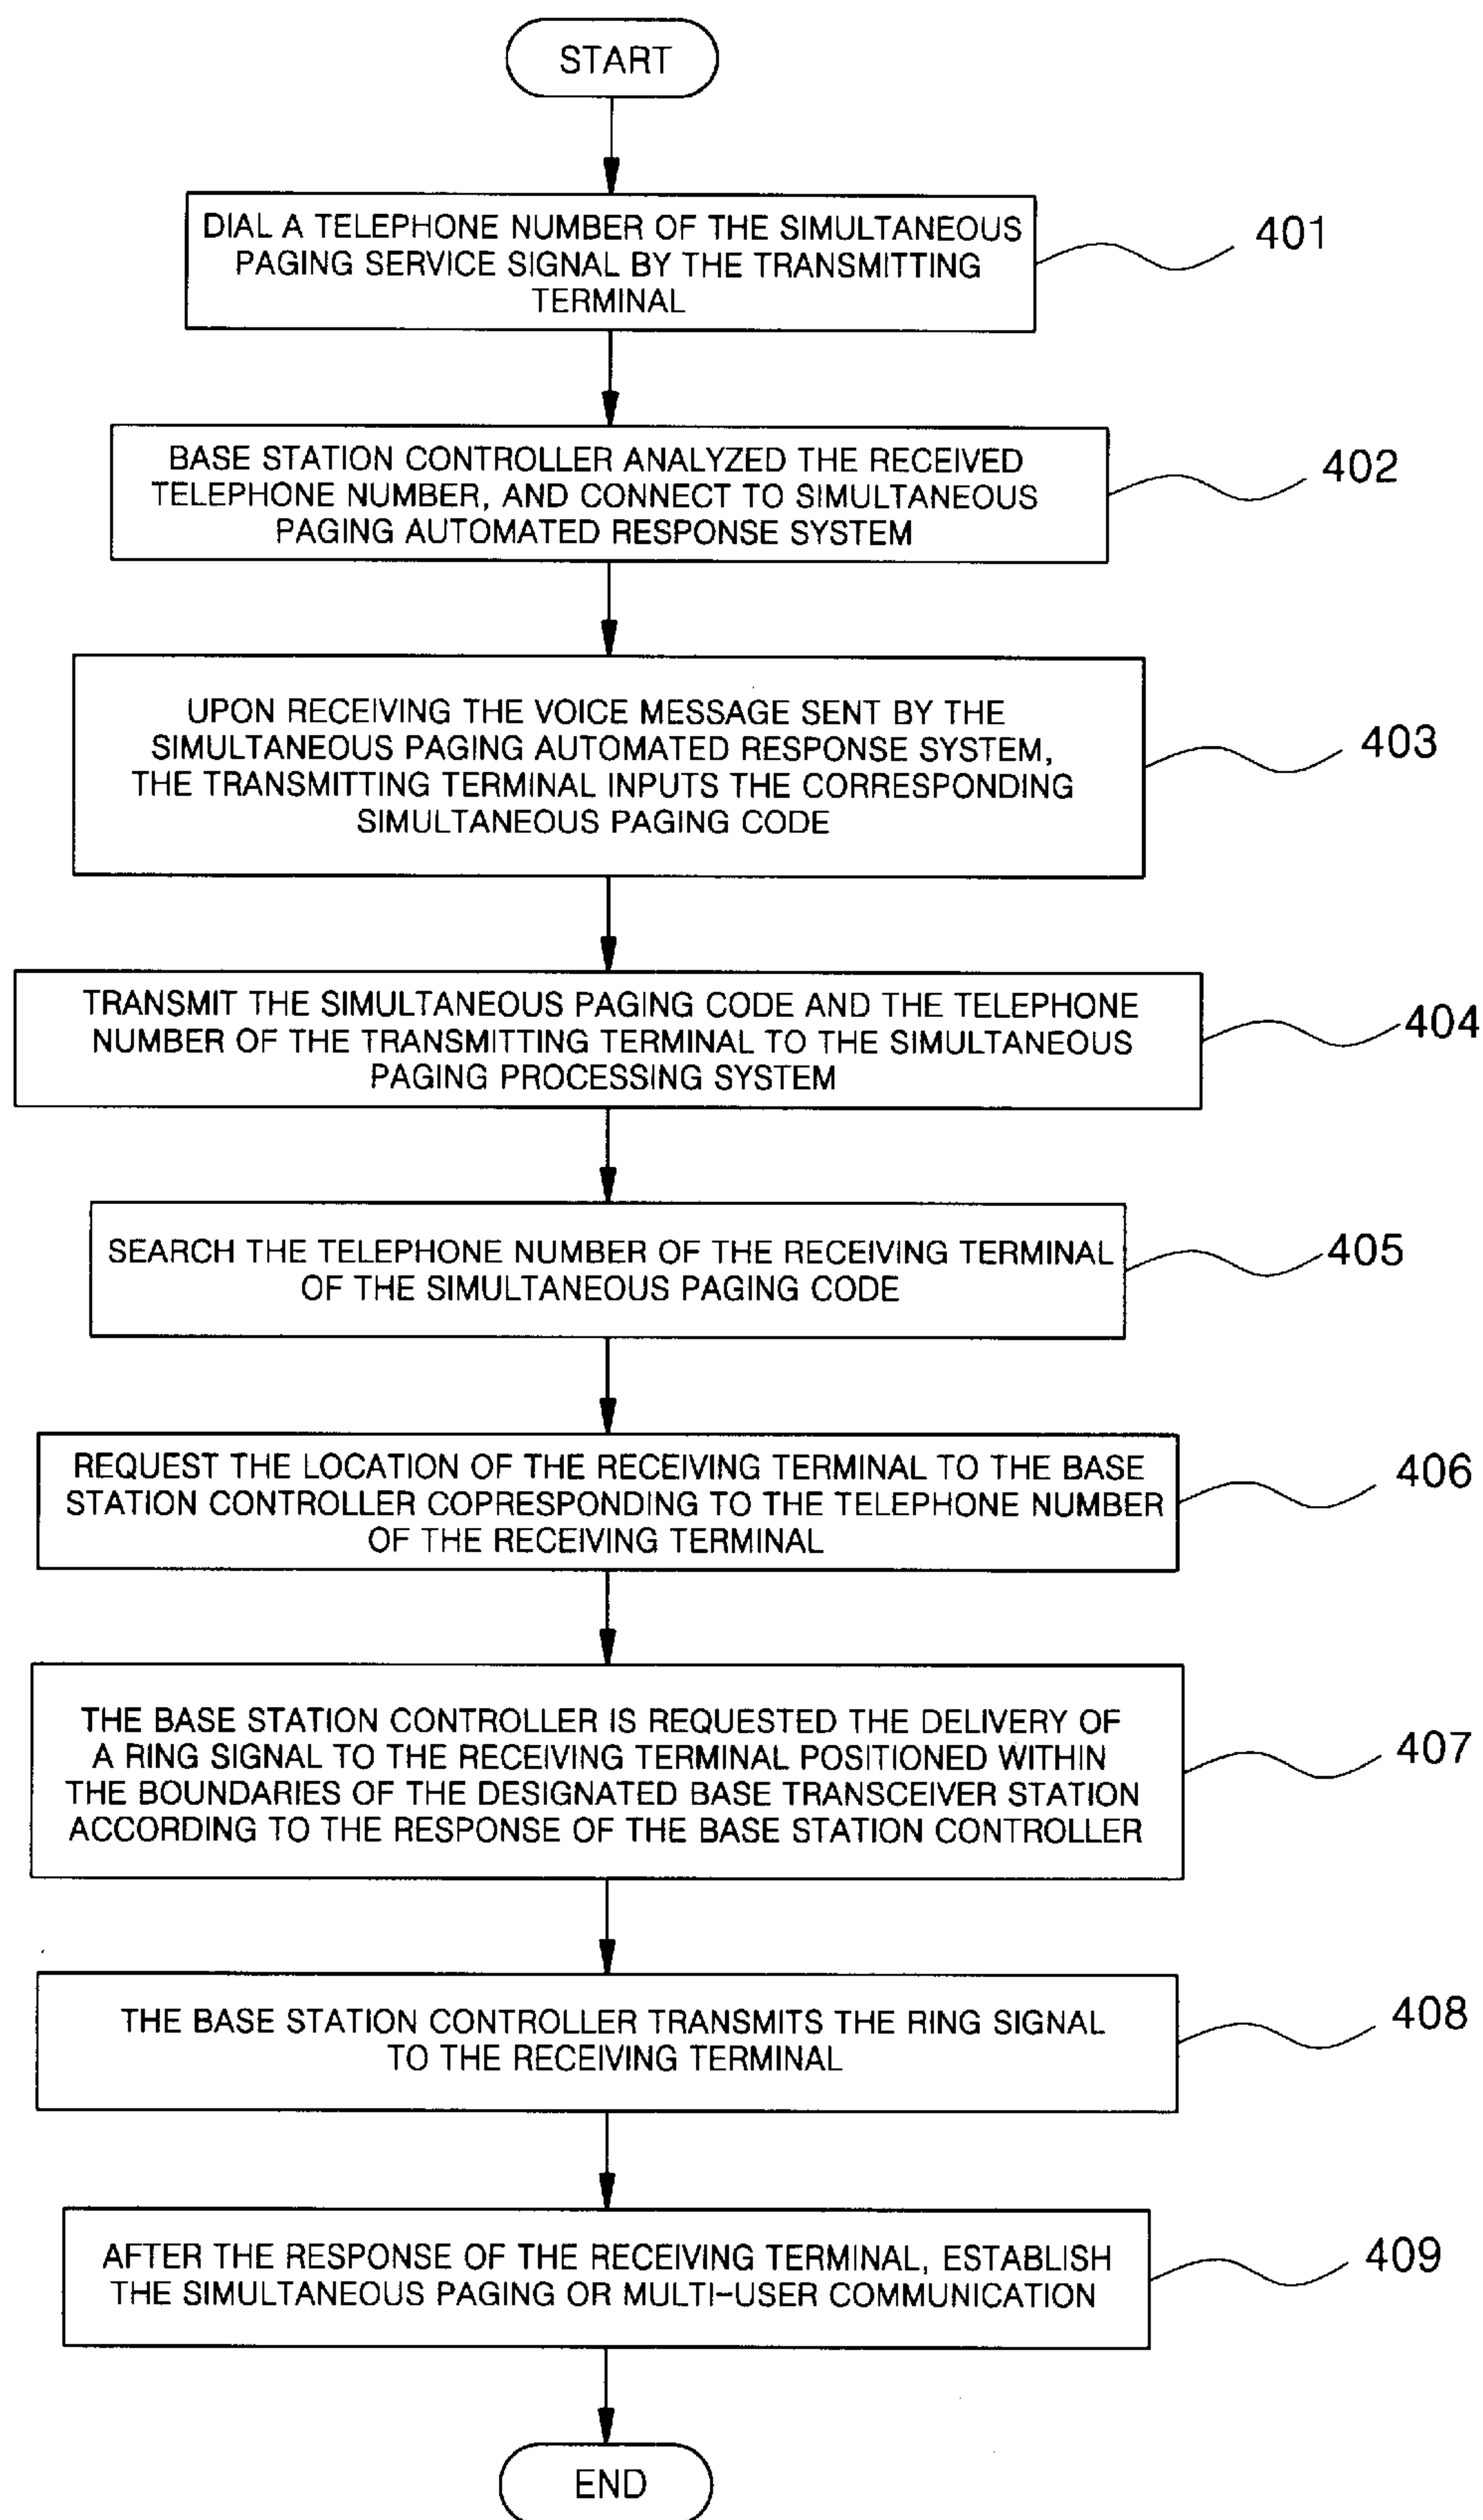 START
DIAL A TELEPHONE NUMBER OF THE SIMULTANEOUS
PAGING SERVICE SIGNAL BY THE TRANSMITTING
TERMINAL
401
BASE STATION CONTROLLER ANALYZED THE RECEIVED
TELEPHONE NUMBER, AND CONNECT TO SIMULTANEOUS
PAGING AUTOMATED RESPONSE SYSTEM
402
UPON RECEIVING THE VOICE MESSAGE SENT BY THE
SIMULTANEOUS PAGING AUTOMATED RESPONSE SYSTEM,
THE TRANSMITTING TERMINAL INPUTS THE CORRESPONDING
SIMULTANEOUS PAGING CODE
403
TRANSMIT THE SIMULTANEOUS PAGING CODE AND THE TELEPHONE
NUMBER OF THE TRANSMITTING TERMINAL TO THE SIMULTANEOUS
PAGING PROCESSING SYSTEM
404
SEARCH THE TELEPHONE NUMBER OF THE RECEIVING TERMINAL
OF THE SIMULTANEOUS PAGING CODE
405
REQUEST THE LOCATION OF THE RECEIVING TERMINAL TO THE BASE
STATION CONTROLLER COPRESPONDING TO THE TELEPHONE NUMBER
OF THE RECEIVING TERMINAL
406
THE BASE STATION CONTROLLER IS REQUESTED THE DELIVERY OF
A RING SIGNAL TO THE RECEIVING TERMINAL POSITIONED WITHIN
THE BOUNDARIES OF THE DESIGNATED BASE TRANSCEIVER STATION
ACCORDING TO THE RESPONSE OF THE BASE STATION CONTROLLER
407
THE BASE STATION CONTROLLER TRANSMITS THE RING SIGNAL
TO THE RECEIVING TERMINAL
408
AFTER THE RESPONSE OF THE RECEIVING TERMINAL, ESTABLISH
THE SIMULTANEOUS PAGING OR MULTI-USER COMMUNICATION
409
END